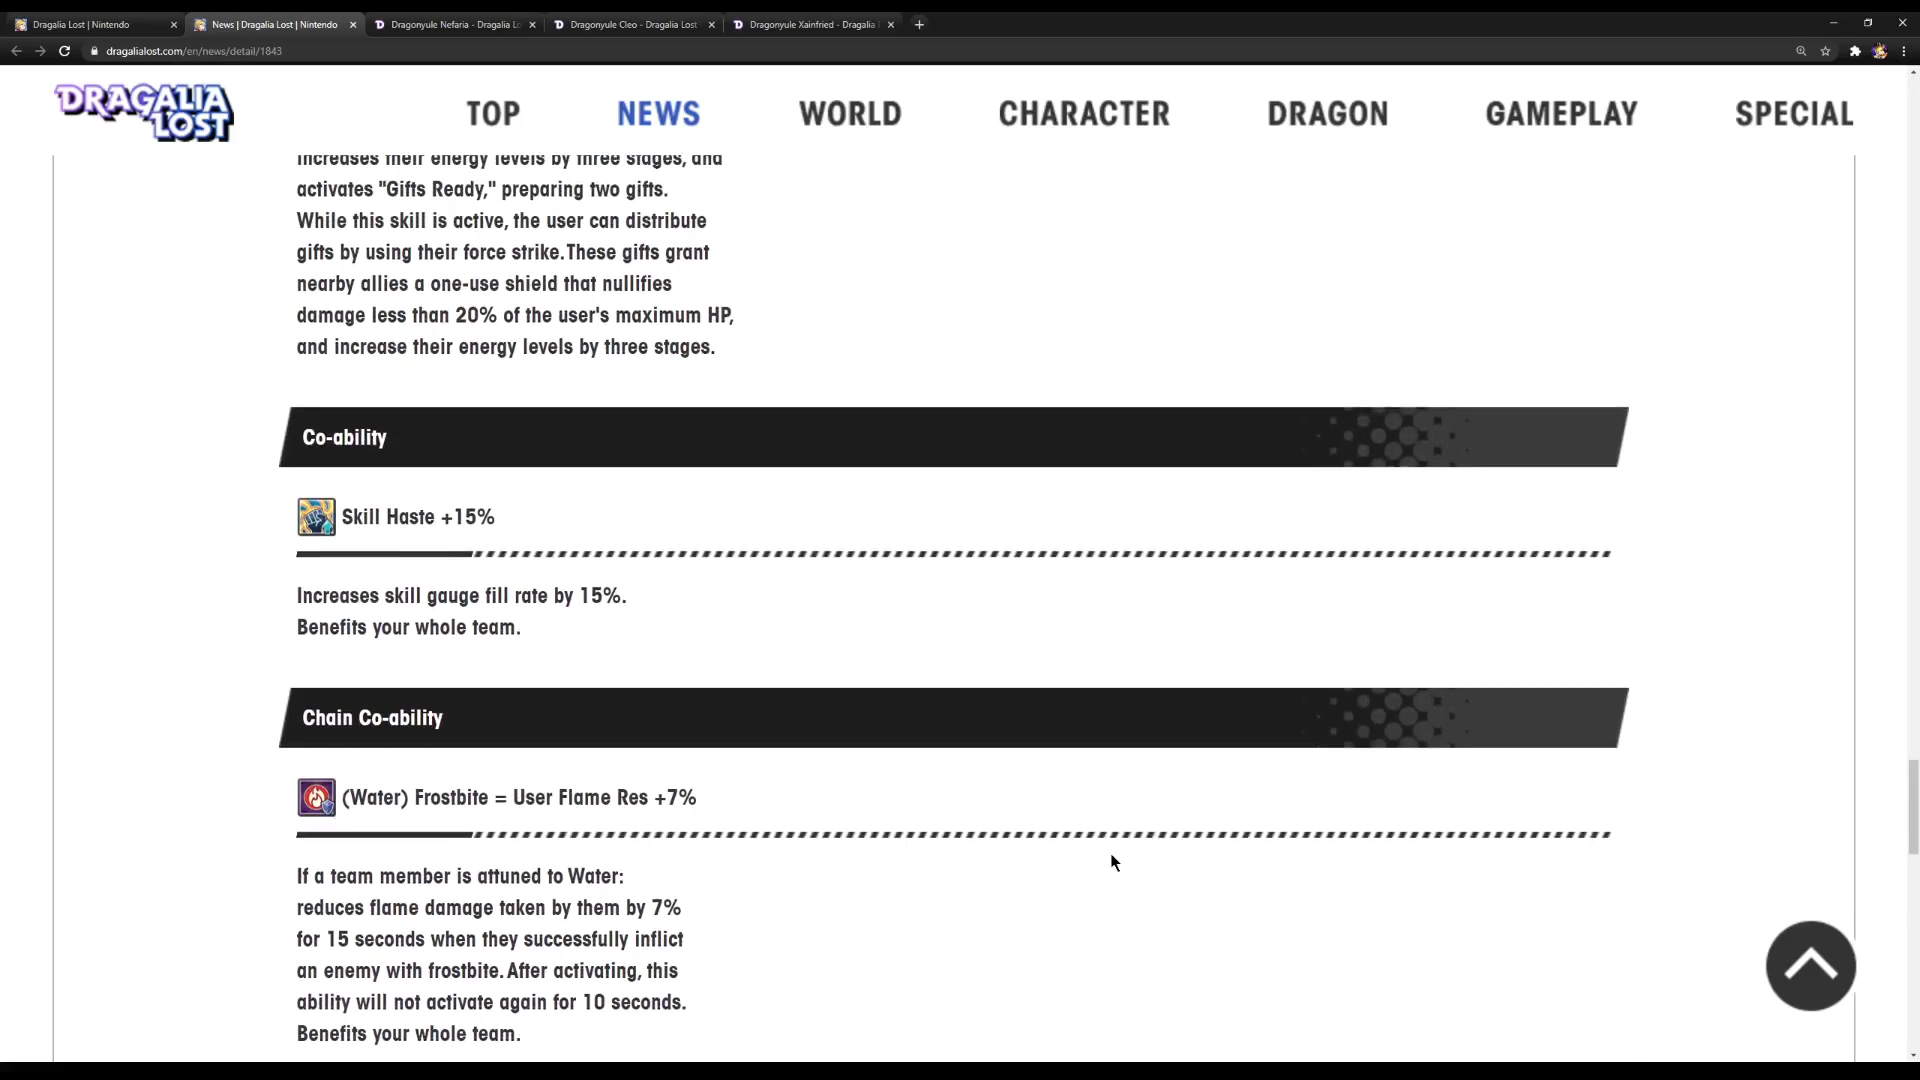 Dragalia Lost | Nintendo
News | Dragalia Lost | Nintendo
Dragonyule Nefaria - Dragalia Lo
Dragonyule Cleo - Dragalia Lost
Dragonyule Xainfried - Dragalia
dragalialost.com/en/news/detail/1843
DRAGALIA LOST
TOP
NEWS
WORLD
CHARACTER
DRAGON
GAMEPLAY
SPECIAL
increases their energy levels by three stages, and
activates "Gifts Ready," preparing two gifts.
While this skill is active, the user can distribute
gifts by using their force strike. These gifts grant
nearby allies a one-use shield that nullifies
damage less than 20% of the user's maximum HP,
and increase their energy levels by three stages.
Co-ability
Skill Haste +15%
Increases skill gauge fill rate by 15%.
Benefits your whole team.
Chain Co-ability
(Water) Frostbite = User Flame Res +7%
If a team member is attuned to Water:
reduces flame damage taken by them by 7%
for 15 seconds when they successfully inflict
an enemy with frostbite. After activating, this
ability will not activate again for 10 seconds.
Benefits your whole team.